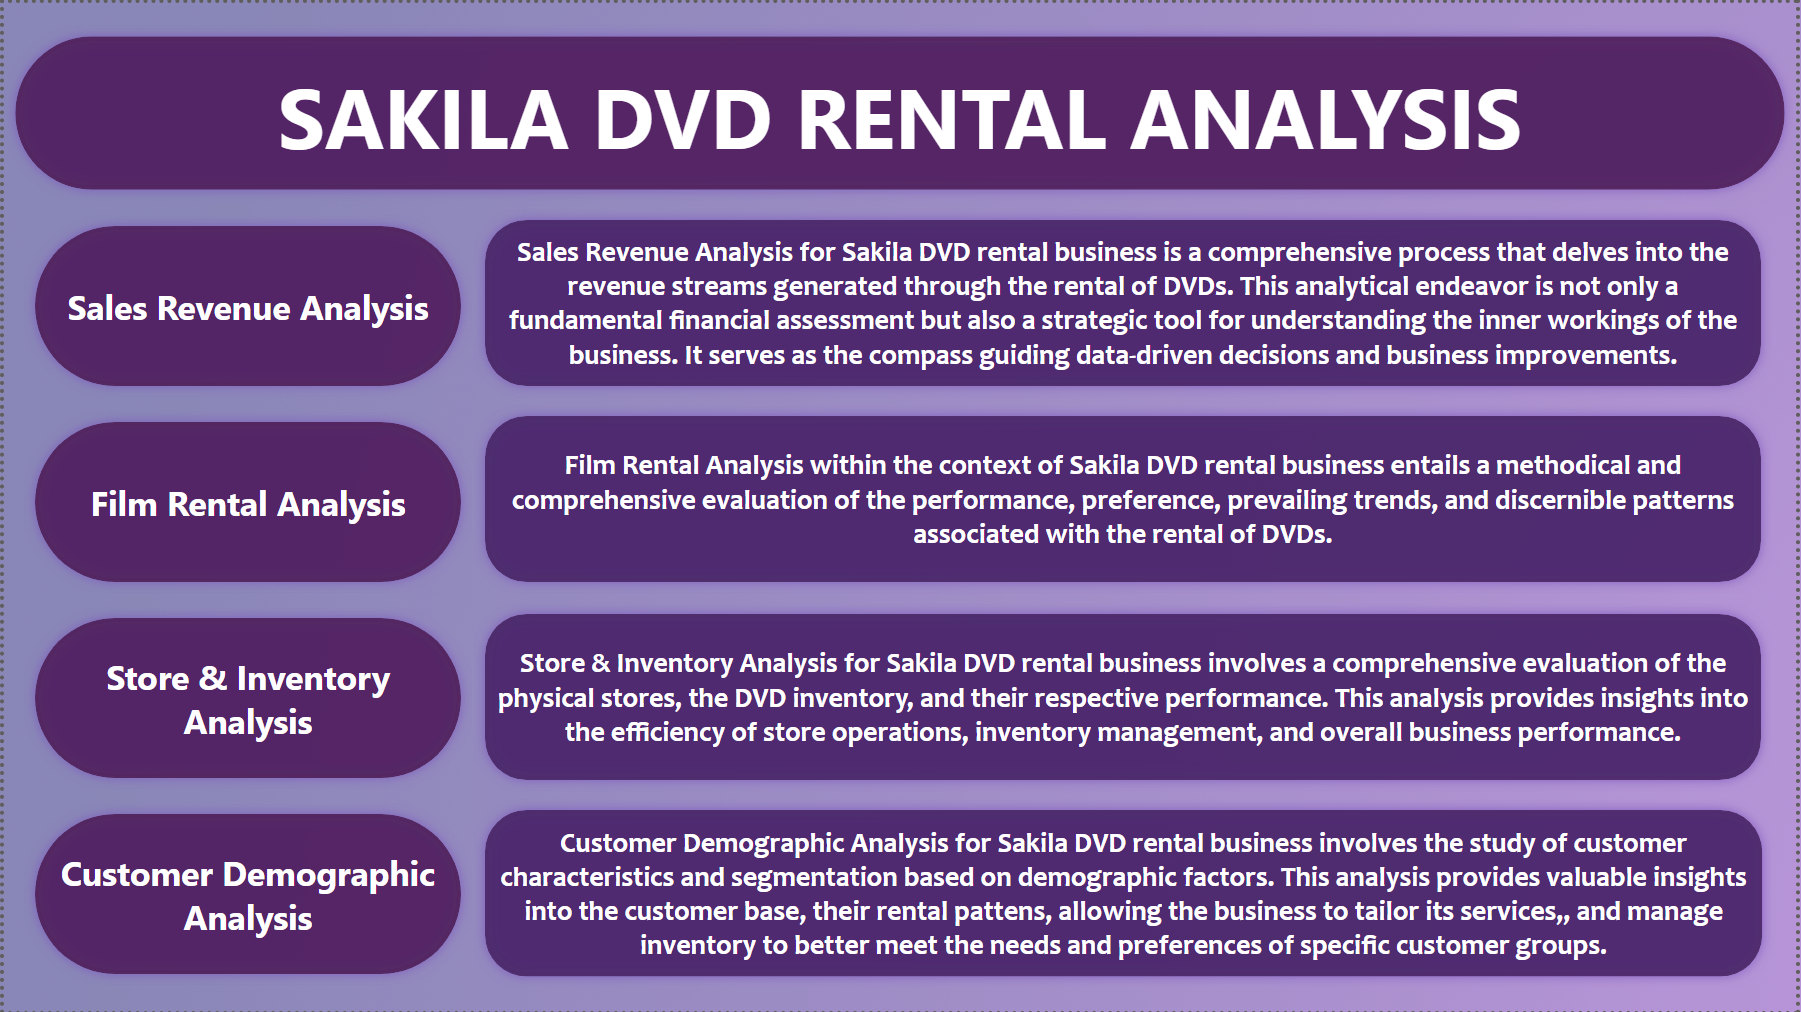 SAKILA DVD RENTAL ANALYSIS
Sales Revenue Analysis
Sales Revenue Analysis for Sakila DVD rental business is a comprehensive process that delves into the
revenue streams generated through the rental of DVDs. This analytical endeavor is not only a
fundamental financial assessment but also a strategic tool for understanding the inner workings of the
business. It serves as the compass guiding data-driven decisions and business improvements.
Film Rental Analysis
Film Rental Analysis within the context of Sakila DVD rental business entails a methodical and
comprehensive evaluation of the performance, preference, prevailing trends, and discernible patterns
associated with the rental of DVDs.
Store & Inventory
Analysis
Store & Inventory Analysis for Sakila DVD rental business involves a comprehensive evaluation of the
physical stores, the DVD inventory, and their respective performance. This analysis provides insights into
the efficiency of store operations, inventory management, and overall business performance.
Customer Demographic
Analysis
Customer Demographic Analysis for Sakila DVD rental business involves the study of customer
characteristics and segmentation based on demographic factors. This analysis provides valuable insights
into the customer base, their rental pattens, allowing the business to tailor its services,, and manage
inventory to better meet the needs and preferences of specific customer groups.